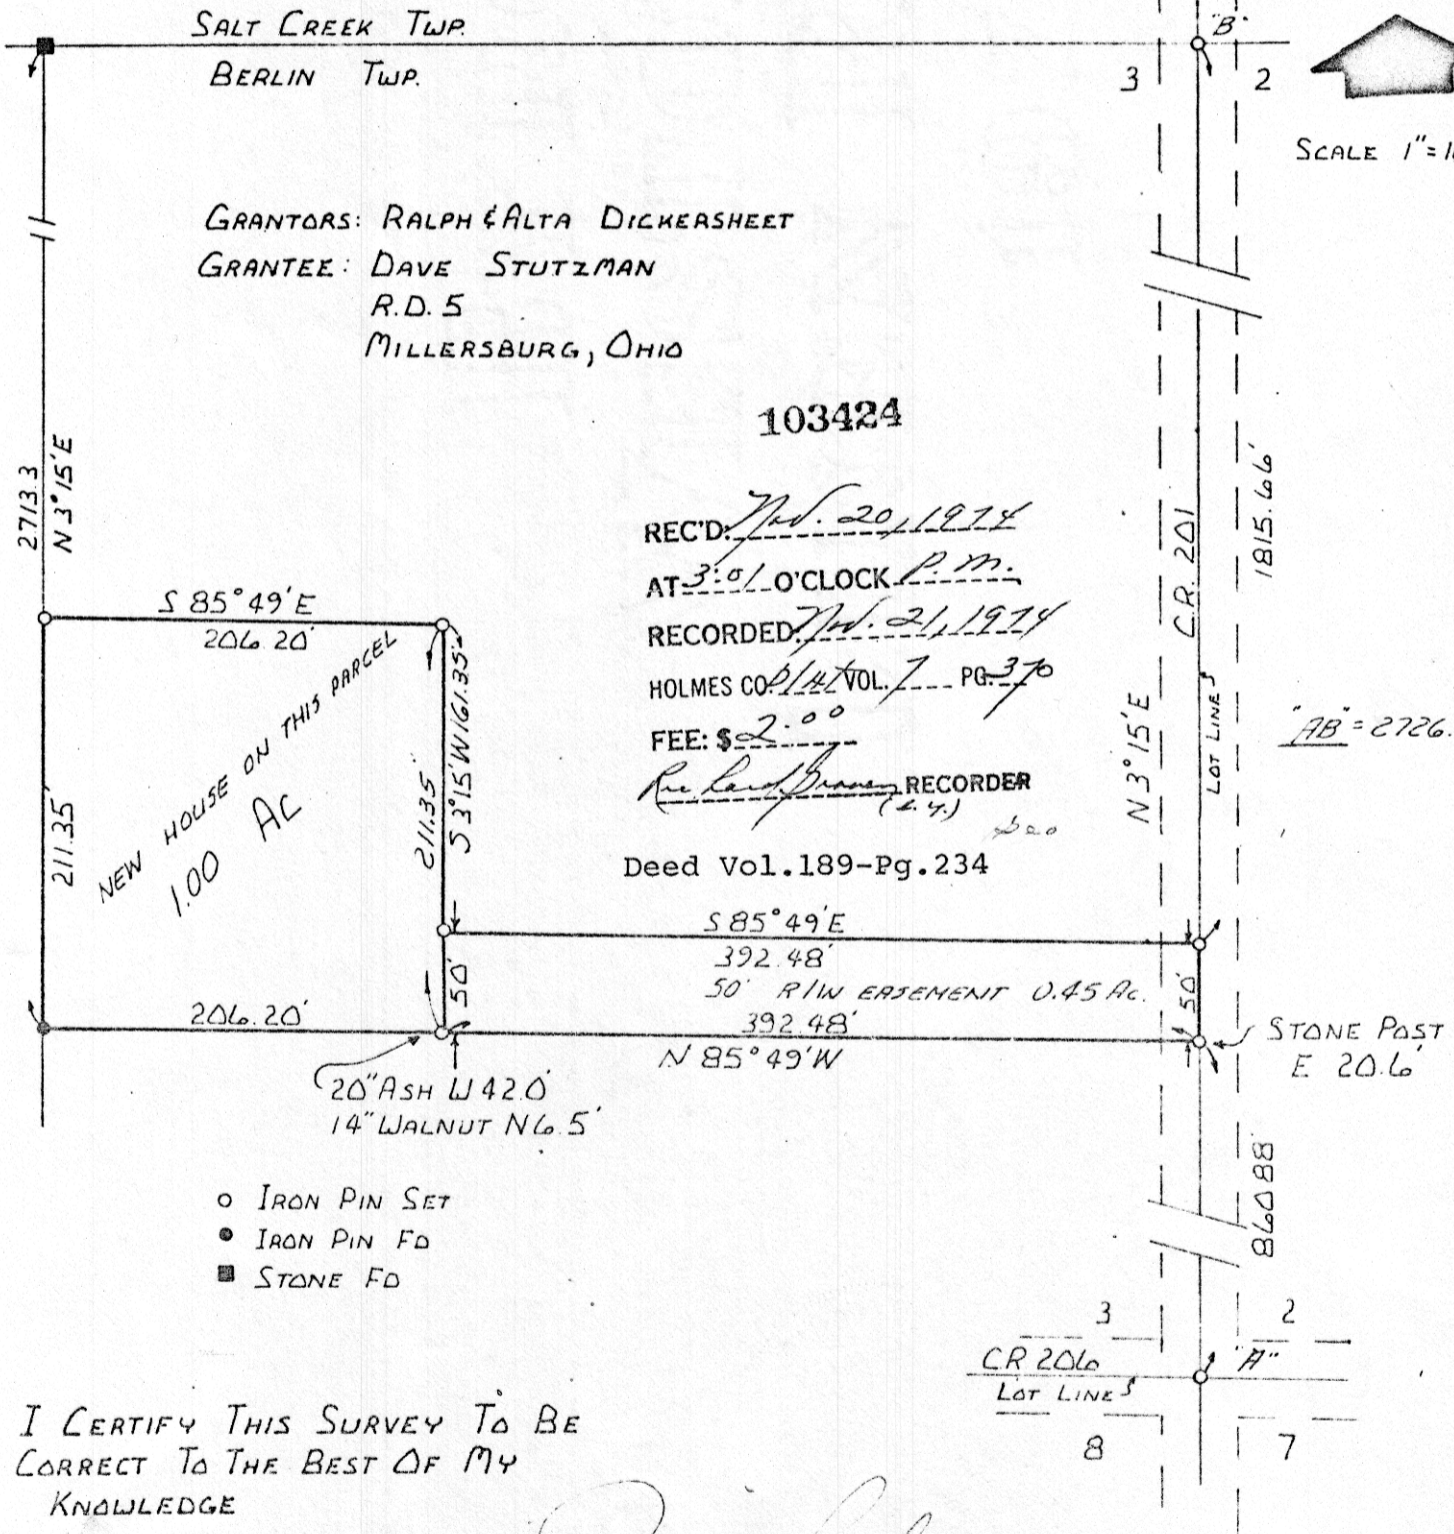 SALT CREEK TWP.
BERLIN TWP.
"B"
3
2
SCALE 1"=
GRANTORS: RALPH & ALTA DICKERSHEET
GRANTEE: DAVE STUTZMAN
R.D. 5
MILLERSBURG, OHIO
103424
2713.3
N 3°15'E
REC'D: Nov. 20, 1974
AT 3:01 O'CLOCK P.M.
RECORDED: Nov. 21, 1974
HOLMES CO. Plat VOL. 7 PG. 370
FEE: $ 2.00
RECORDER
Deed Vol.189-Pg.234
C.R. 201
1815.66'
N 3°15'E
LOT LINE
"AB" = 2726.
S 85°49'E
206.20'
NEW HOUSE ON THIS PARCEL
1.00 AC
211.35'
211.35'
S 3°15'W 161.35'
S 85°49'E
392.48'
50' R/W EASEMENT 0.45 AC.
50'
50'
206.20'
392.48'
N 85°49'W
STONE POST
E 20.6'
20" ASH W 42.0'
14" WALNUT N 6.5'
IRON PIN SET
IRON PIN FD
STONE FD
860.88
3
2
CR 206
"A"
LOT LINE
8
7
I CERTIFY THIS SURVEY TO BE
CORRECT TO THE BEST OF MY
KNOWLEDGE